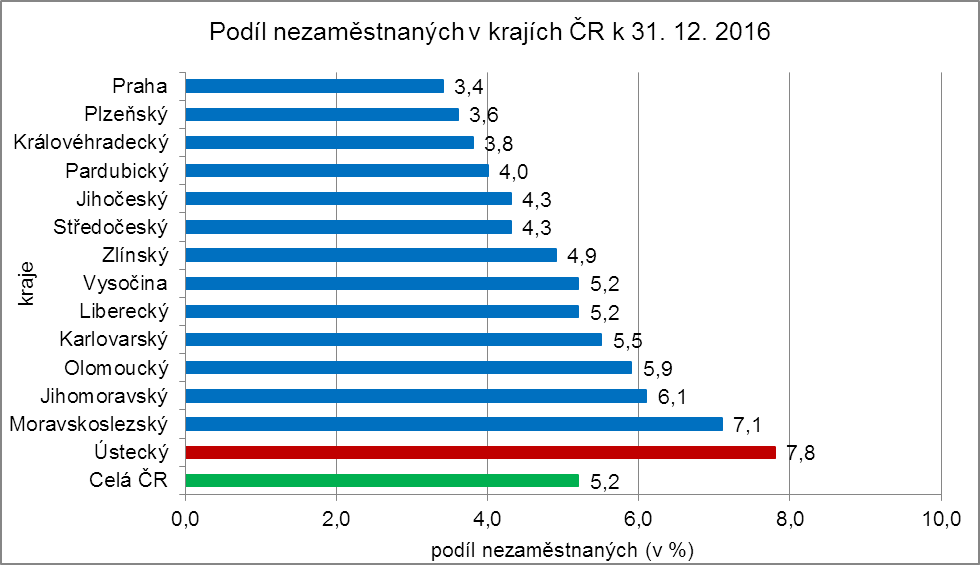 Podíl nezaměstnaných v krajích ČR k 31. 12. 2016
kraje
Praha 3,4
Plzeňský 3,6
Královéhradecký 3,8
Pardubický 4,0
Jihočeský 4,3
Středočeský 4,3
Zlínský 4,9
Vysočina 5,2
Liberecký 5,2
Karlovarský 5,5
Olomoucký 5,9
Jihomoravský 6,1
Moravskoslezský 7,1
Ústecký 7,8
Celá ČR 5,2
0,0 2,0 4,0 6,0 8,0 10,0
podíl nezaměstnaných (v %)